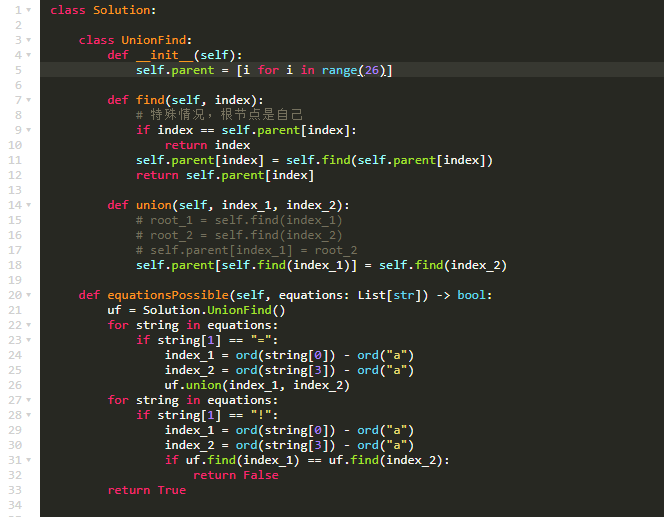 1 class Solution:
2
3     class UnionFind:
4         def __init__(self):
5             self.parent = [i for i in range(26)]
6
7         def find(self, index):
8             # 特殊情况，根节点是自己
9             if index == self.parent[index]:
10                 return index
11             self.parent[index] = self.find(self.parent[index])
12             return self.parent[index]
13
14         def union(self, index_1, index_2):
15             # root_1 = self.find(index_1)
16             # root_2 = self.find(index_2)
17             # self.parent[index_1] = root_2
18             self.parent[self.find(index_1)] = self.find(index_2)
19
20     def equationsPossible(self, equations: List[str]) -> bool:
21         uf = Solution.UnionFind()
22         for string in equations:
23             if string[1] == "=":
24                 index_1 = ord(string[0]) - ord("a")
25                 index_2 = ord(string[3]) - ord("a")
26                 uf.union(index_1, index_2)
27         for string in equations:
28             if string[1] == "!":
29                 index_1 = ord(string[0]) - ord("a")
30                 index_2 = ord(string[3]) - ord("a")
31                 if uf.find(index_1) == uf.find(index_2):
32                     return False
33         return True
34